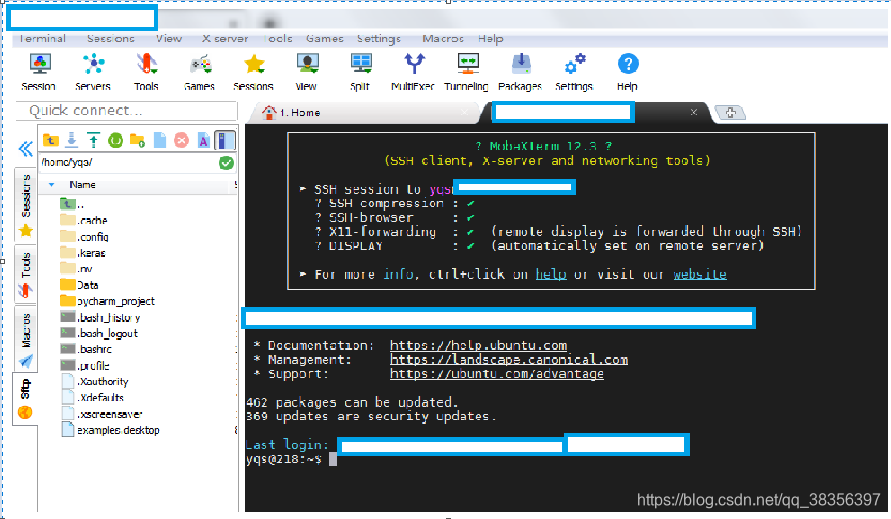 Terminal Sessions View X server Tools Games Settings Macros Help
Session Servers Tools Games Sessions View Split MultiExec Tunneling Packages Settings Help
Quick connect...
1. Home
/home/yqs/
Name
..
.cache
.config
.keras
.nv
Data
pycharm_project
.bash_history
.bash_logout
.bashrc
.profile
.Xauthority
.Xdefaults
.xscreensaver
examples.desktop
Sessions
Tools
Macros
Sftp
? MobaXterm 12.3 ?
(SSH client, X-server and networking tools)
➤ SSH session to yqs
? SSH compression : ✔
? SSH-browser : ✔
? X11-forwarding : ✔ (remote display is forwarded through SSH)
? DISPLAY : ✔ (automatically set on remote server)
➤ For more info, ctrl+click on help or visit our website
* Documentation: https://help.ubuntu.com
* Management: https://landscape.canonical.com
* Support: https://ubuntu.com/advantage
462 packages can be updated.
369 updates are security updates.
Last login:
yqs@218:~$
https://blog.csdn.net/qq_38356397